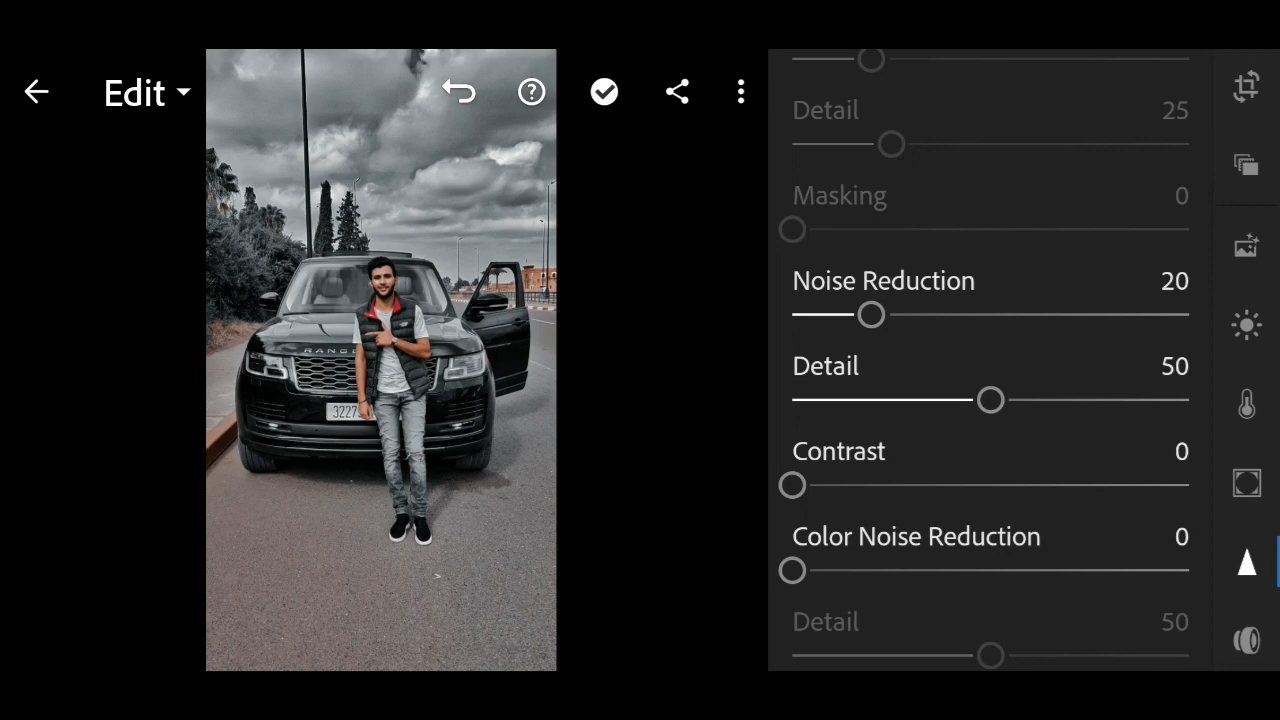 Edit
Detail 25
Masking 0
Noise Reduction 20
Detail 50
Contrast 0
Color Noise Reduction 0
Detail 50
RANG
3227